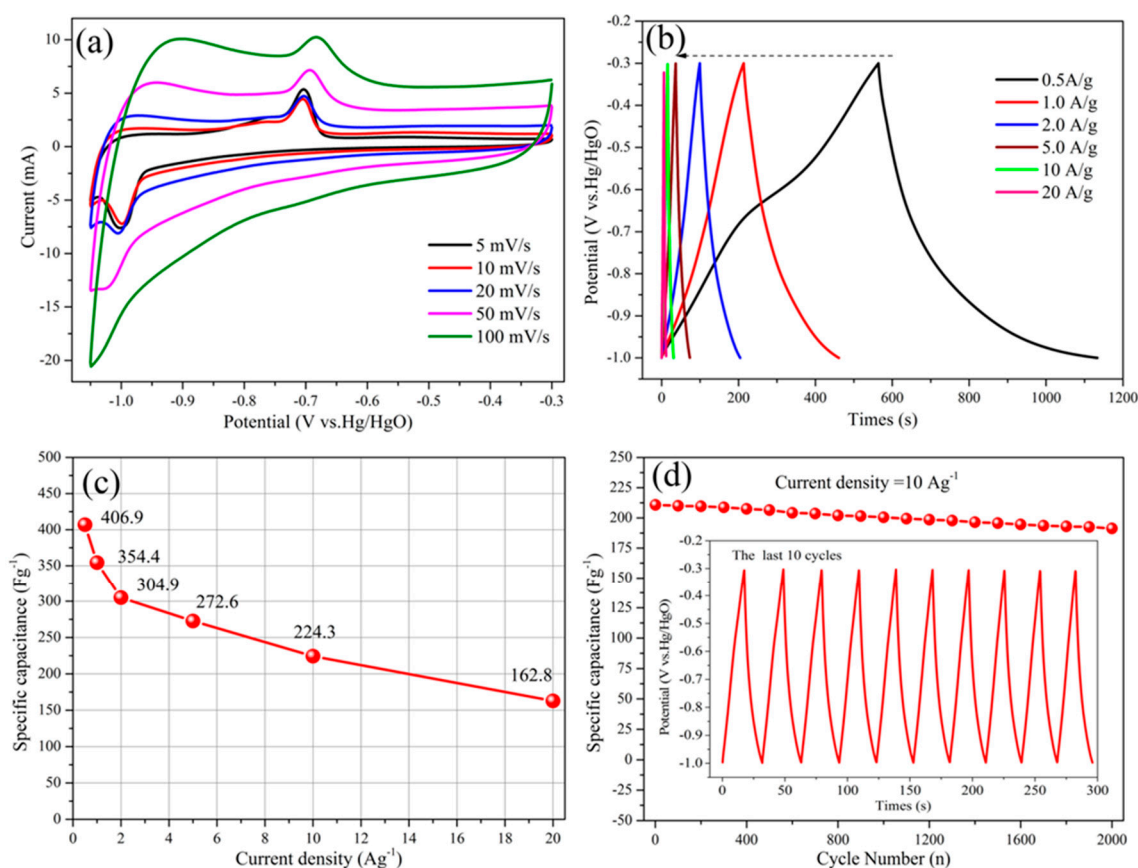 (a)
10
5
0
-5
-10
-15
-20
Current (mA)
5 mV/s
10 mV/s
20 mV/s
50 mV/s
100 mV/s
-1.0 -0.9 -0.8 -0.7 -0.6 -0.5 -0.4 -0.3
Potential (V vs.Hg/HgO)
(b)
-0.2
-0.3
-0.4
-0.5
-0.6
-0.7
-0.8
-0.9
-1.0
-1.1
Potential (V vs.Hg/HgO)
0.5A/g
1.0 A/g
2.0 A/g
5.0 A/g
10 A/g
20 A/g
0 200 400 600 800 1000 1200
Times (s)
(c)
500
450
400
350
300
250
200
150
100
50
0
Specific capacitance (Fg⁻¹)
406.9
354.4
304.9
272.6
224.3
162.8
0 2 4 6 8 10 12 14 16 18 20
Current density (Ag⁻¹)
(d)
Current density =10 Ag⁻¹
250
225
200
175
150
125
100
75
50
25
0
-25
-50
Specific capacitance (Fg⁻¹)
The last 10 cycles
-0.2
-0.3
-0.4
-0.5
-0.6
-0.7
-0.8
-0.9
-1.0
-1.1
Potential (V vs.Hg/HgO)
0 50 100 150 200 250 300
Times (s)
0 400 800 1200 1600 2000
Cycle Number (n)